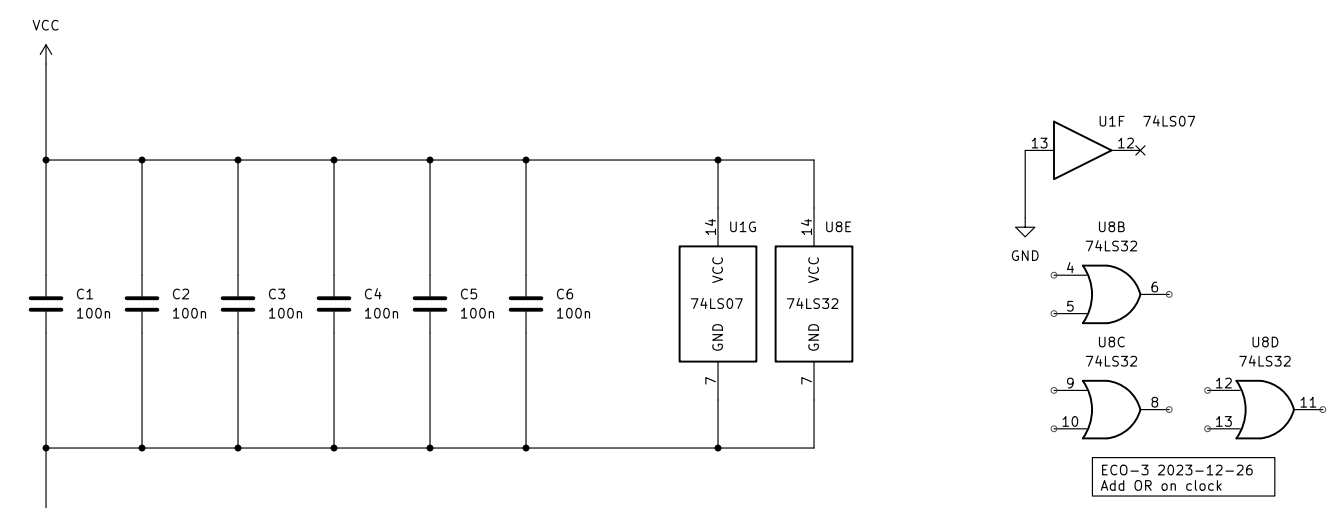 VCC
C1
100n
C2
100n
C3
100n
C4
100n
C5
100n
C6
100n
14
U1G
VCC
74LS07
GND
7
14
U8E
VCC
74LS32
GND
7
U1F 74LS07
13
12
GND
U8B
74LS32
4
5
6
U8C
74LS32
9
10
8
U8D
74LS32
12
13
11
ECO-3 2023-12-26
Add OR on clock